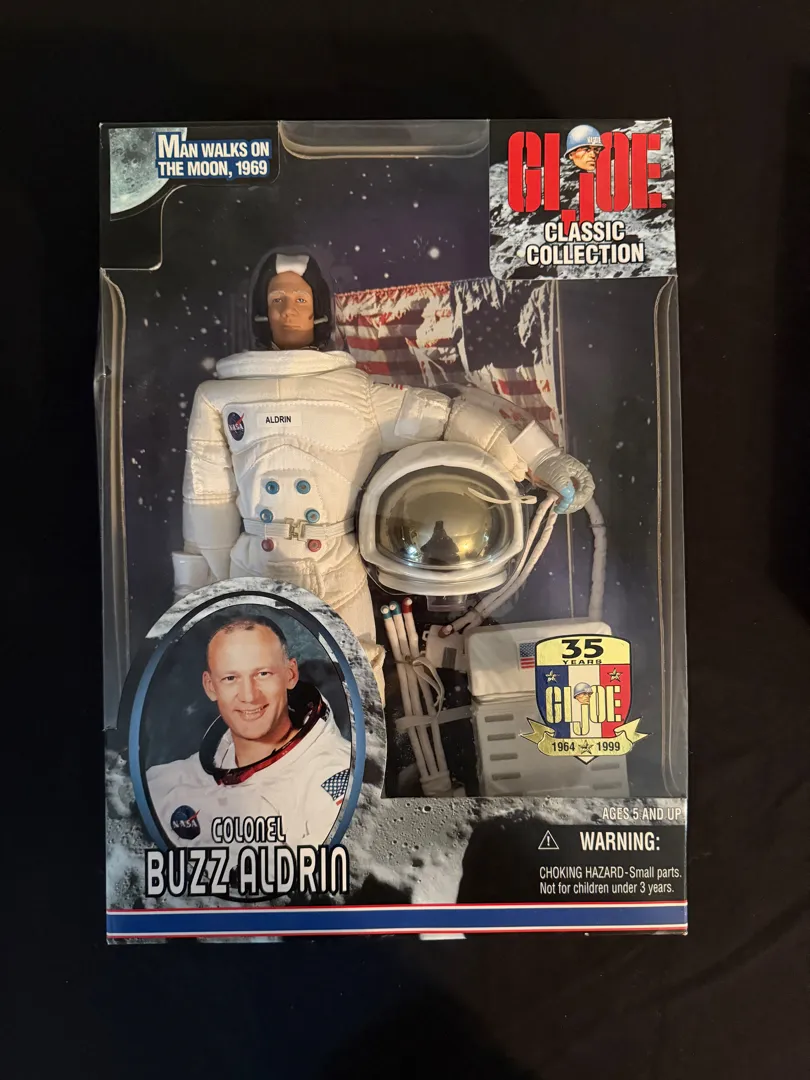 MAN WALKS ON
THE MOON, 1969
GI JOE
CLASSIC
COLLECTION
NASA
ALDRIN
35
YEARS
GI JOE
1964 1999
NASA
COLONEL
BUZZ ALDRIN
AGES 5 AND UP
WARNING:
CHOKING HAZARD-Small parts.
Not for children under 3 years.